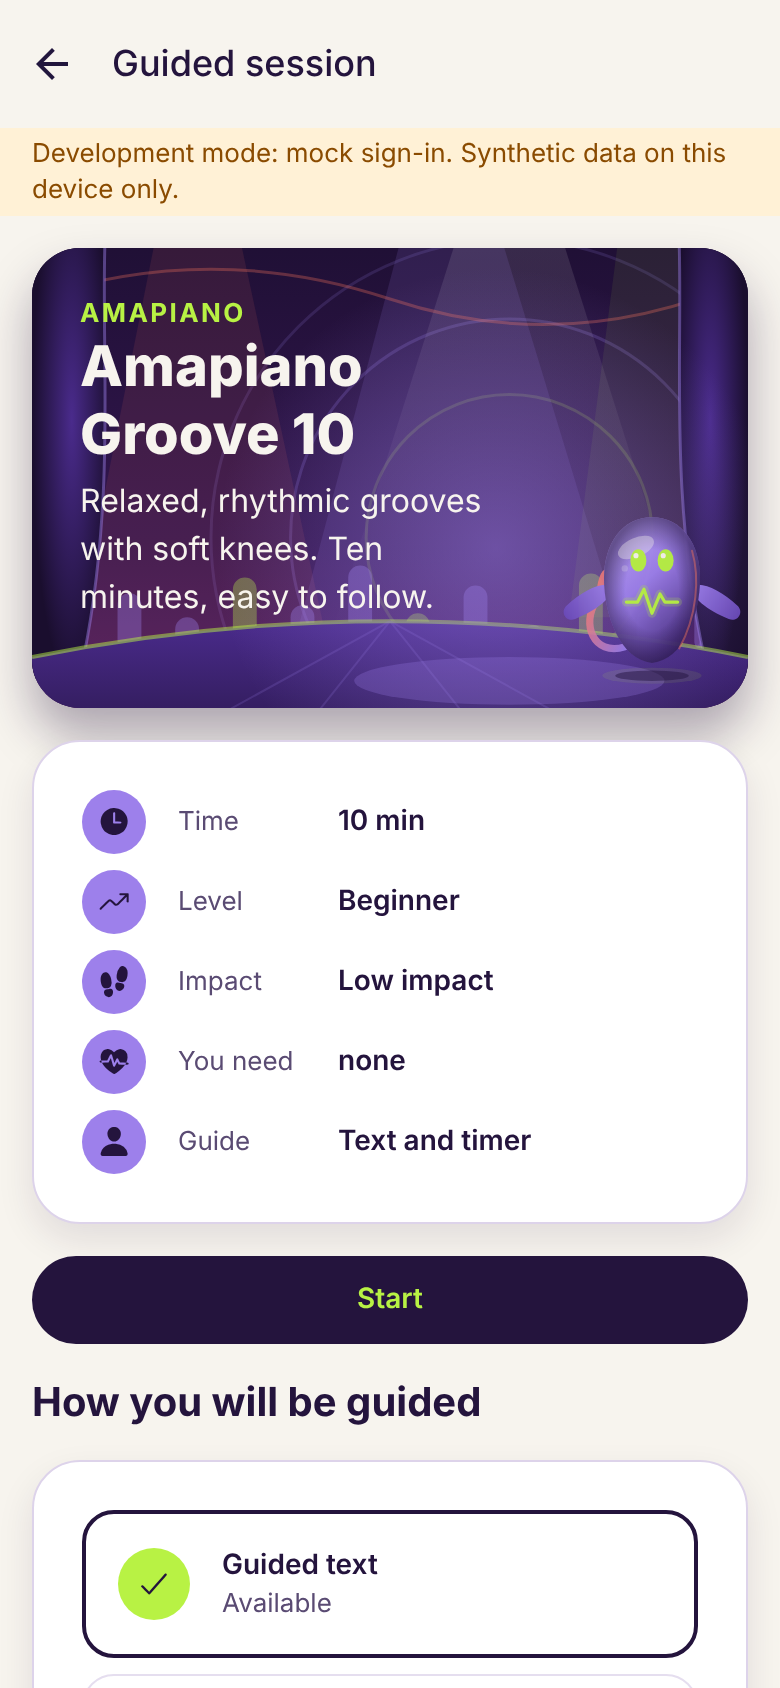 Guided session
Development mode: mock sign-in. Synthetic data on this
device only.
AMAPIANO
Amapiano
Groove 10
Relaxed, rhythmic grooves
with soft knees. Ten
minutes, easy to follow.
Time 10 min
Level Beginner
Impact Low impact
You need none
Guide Text and timer
Start
How you will be guided
Guided text
Available